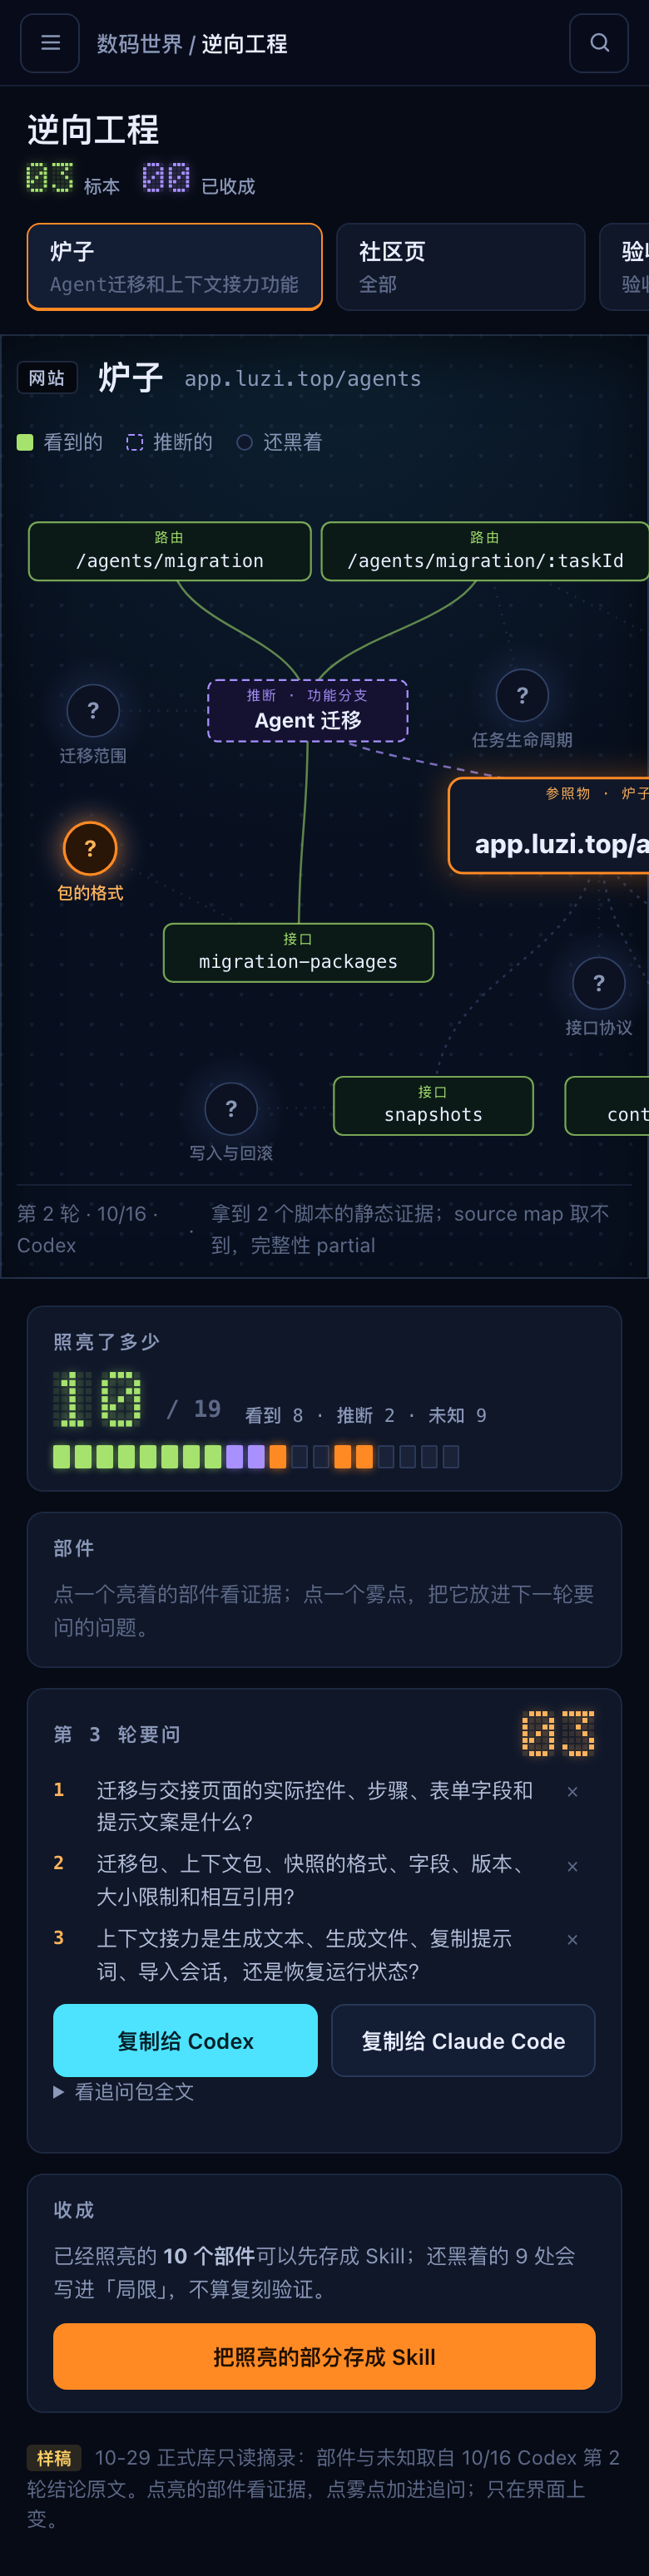 数码世界 / 逆向工程
逆向工程
03 标本 00 已收成
炉子
Agent迁移和上下文接力功能
社区页
全部
验收
验收
网站 炉子 app.luzi.top/agents
看到的 推断的 还黑着
路由
/agents/migration
路由
/agents/migration/:taskId
推断 · 功能分支
Agent 迁移
?
迁移范围
?
任务生命周期
参照物 · 炉子
app.luzi.top/a
?
包的格式
接口
migration-packages
?
接口协议
?
写入与回滚
接口
snapshots
cont
第 2 轮 · 10/16 ·
Codex
·
拿到 2 个脚本的静态证据；source map 取不
到，完整性 partial
照亮了多少
10 / 19 看到 8 · 推断 2 · 未知 9
部件
点一个亮着的部件看证据；点一个雾点，把它放进下一轮要
问的问题。
第 3 轮要问 03
1 迁移与交接页面的实际控件、步骤、表单字段和 ×
提示文案是什么?
2 迁移包、上下文包、快照的格式、字段、版本、 ×
大小限制和相互引用?
3 上下文接力是生成文本、生成文件、复制提示 ×
词、导入会话，还是恢复运行状态?
复制给 Codex
复制给 Claude Code
▶ 看追问包全文
收成
已经照亮的 10 个部件可以先存成 Skill；还黑着的 9 处会
写进「局限」，不算复刻验证。
把照亮的部分存成 Skill
样稿 10-29 正式库只读摘录：部件与未知取自 10/16 Codex 第 2
轮结论原文。点亮的部件看证据，点雾点加进追问；只在界面上
变。